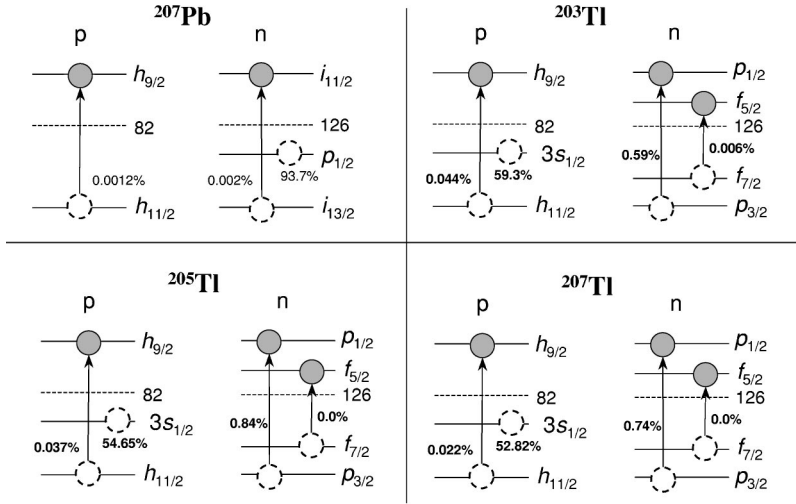 ²⁰⁷Pb
p
n
h₉/₂
i₁₁/₂
82
126
p₁/₂
0.0012%
0.002%
93.7%
h₁₁/₂
i₁₃/₂
²⁰³Tl
p
n
h₉/₂
p₁/₂
f₅/₂
82
126
3s₁/₂
0.59%
0.006%
0.044%
59.3%
f₇/₂
h₁₁/₂
p₃/₂
²⁰⁵Tl
p
n
h₉/₂
p₁/₂
f₅/₂
82
126
3s₁/₂
0.84%
0.0%
0.037%
54.65%
f₇/₂
h₁₁/₂
p₃/₂
²⁰⁷Tl
p
n
h₉/₂
p₁/₂
f₅/₂
82
126
3s₁/₂
0.74%
0.0%
0.022%
52.82%
f₇/₂
h₁₁/₂
p₃/₂